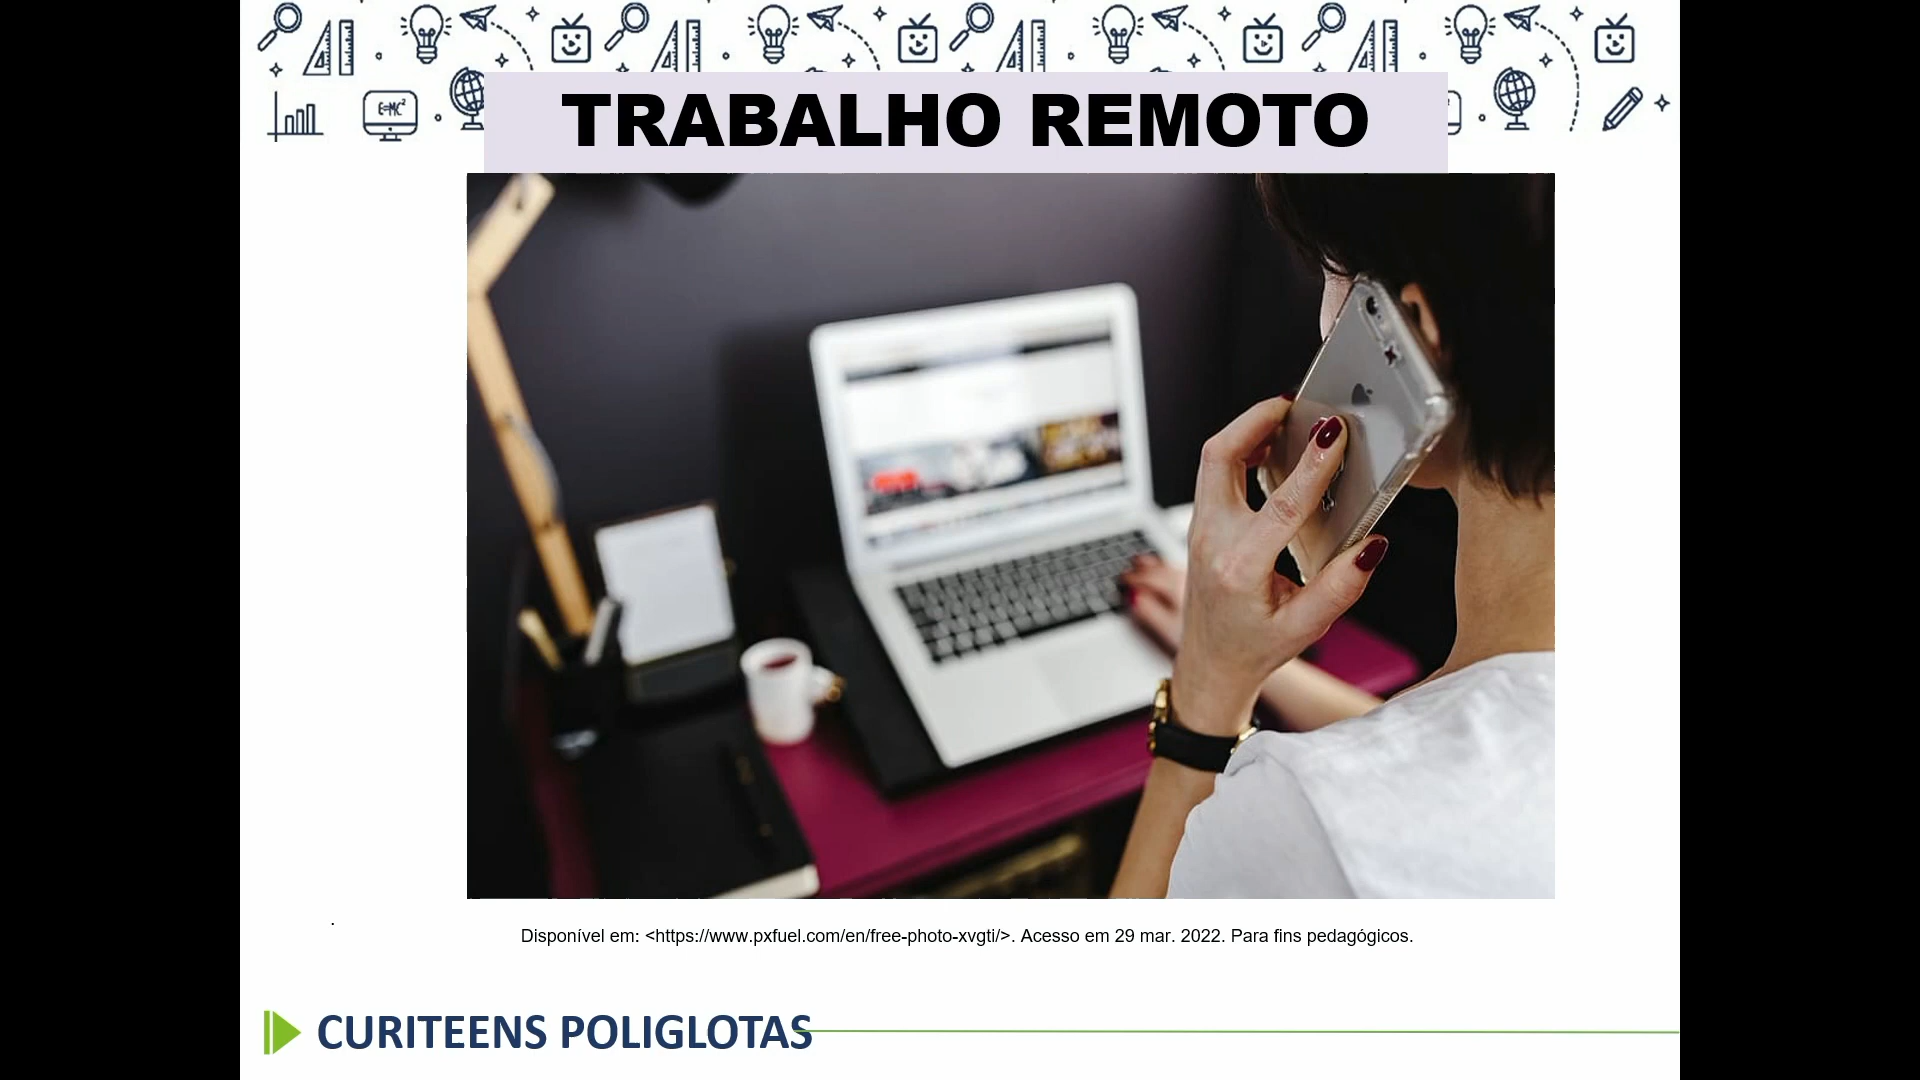 E=MC²
TRABALHO REMOTO
Disponível em: <https://www.pxfuel.com/en/free-photo-xvgti/>. Acesso em 29 mar. 2022. Para fins pedagógicos.
CURITEENS POLIGLOTAS